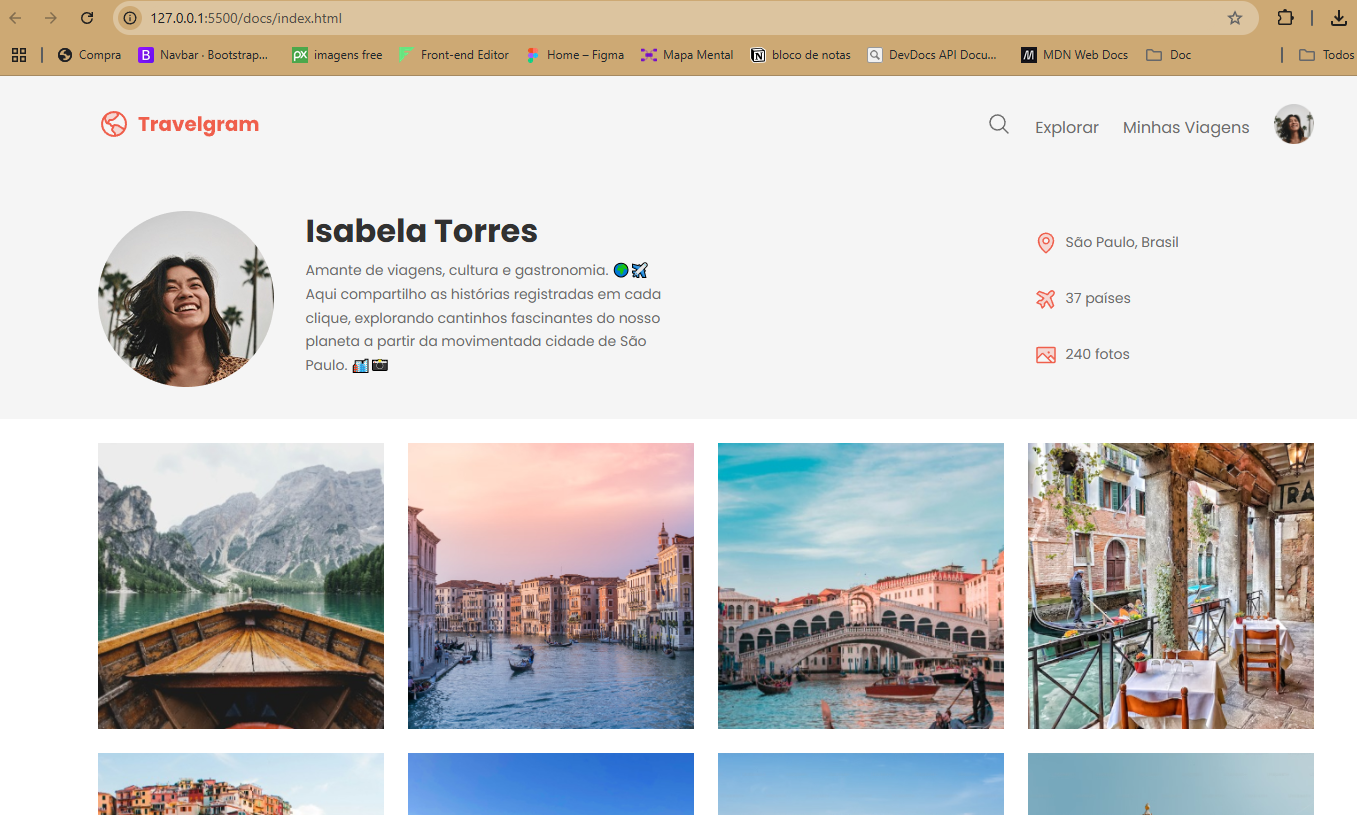 127.0.0.1:5500/docs/index.html
Compra
Navbar · Bootstrap...
imagens free
Front-end Editor
Home – Figma
Mapa Mental
bloco de notas
DevDocs API Docu...
MDN Web Docs
Doc
Todos
Travelgram
Explorar
Minhas Viagens
Isabela Torres
Amante de viagens, cultura e gastronomia. 🌍✈️
Aqui compartilho as histórias registradas em cada
clique, explorando cantinhos fascinantes do nosso
planeta a partir da movimentada cidade de São
Paulo. 🏙️📷
São Paulo, Brasil
37 países
240 fotos
TRA